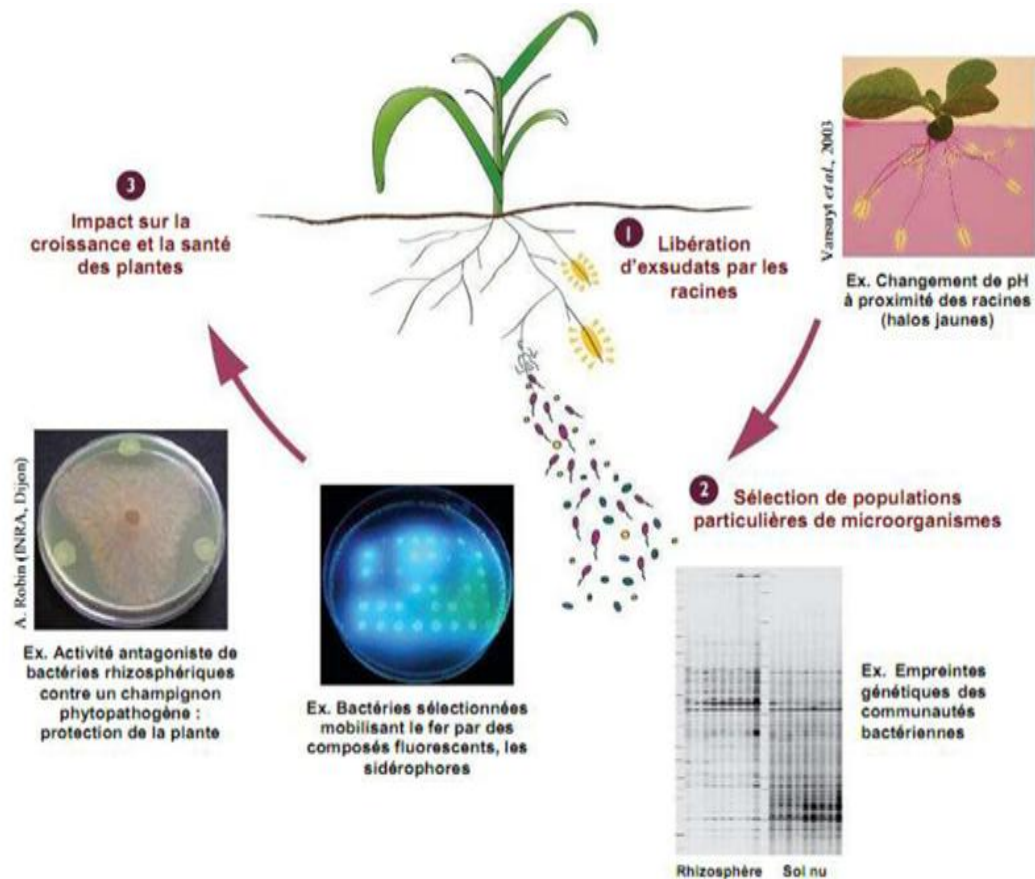 3
Impact sur la
croissance et la santé
des plantes
1
Libération
d'exsudats par les
racines
Vansuyt et al., 2003
Ex. Changement de pH
à proximité des racines
(halos jaunes)
2
Sélection de populations
particulières de microorganismes
A. Robin (INRA, Dijon)
Ex. Activité antagoniste de
bactéries rhizosphériques
contre un champignon
phytopathogène :
protection de la plante
Ex. Bactéries sélectionnées
mobilisant le fer par des
composés fluorescents, les
sidérophores
Ex. Empreintes
génétiques des
communautés
bactériennes
Rhizosphère
Sol nu